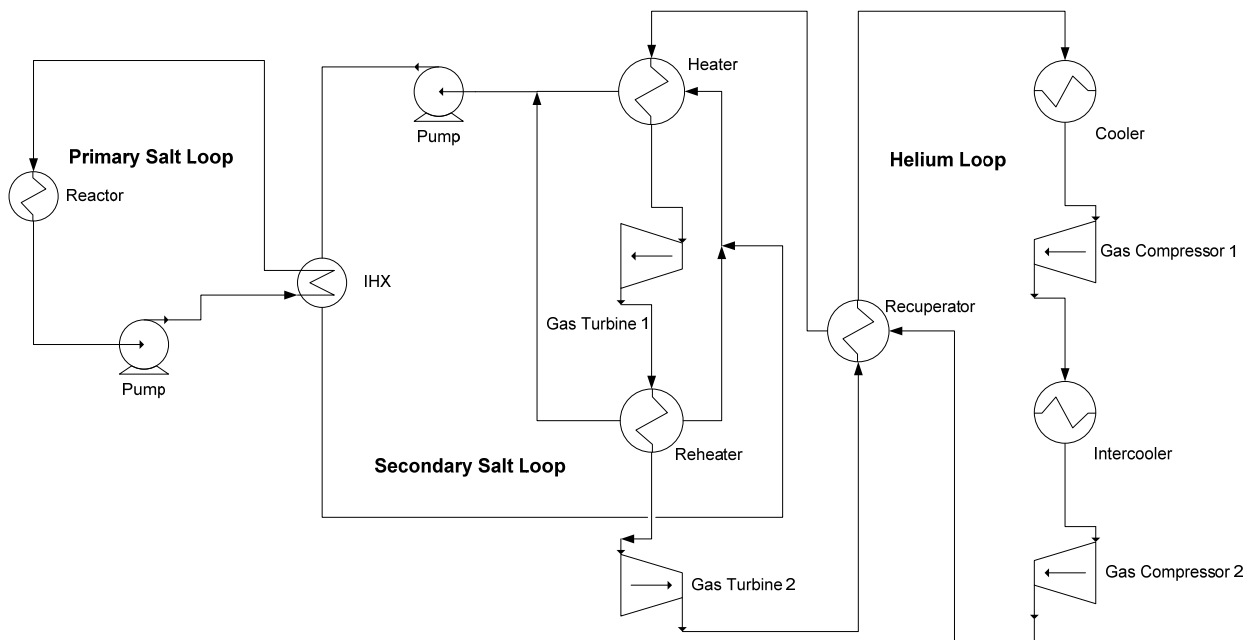 Heater
Pump
Cooler
Primary Salt Loop
Helium Loop
Reactor
Gas Compressor 1
IHX
Recuperator
Gas Turbine 1
Pump
Reheater
Intercooler
Secondary Salt Loop
Gas Compressor 2
Gas Turbine 2